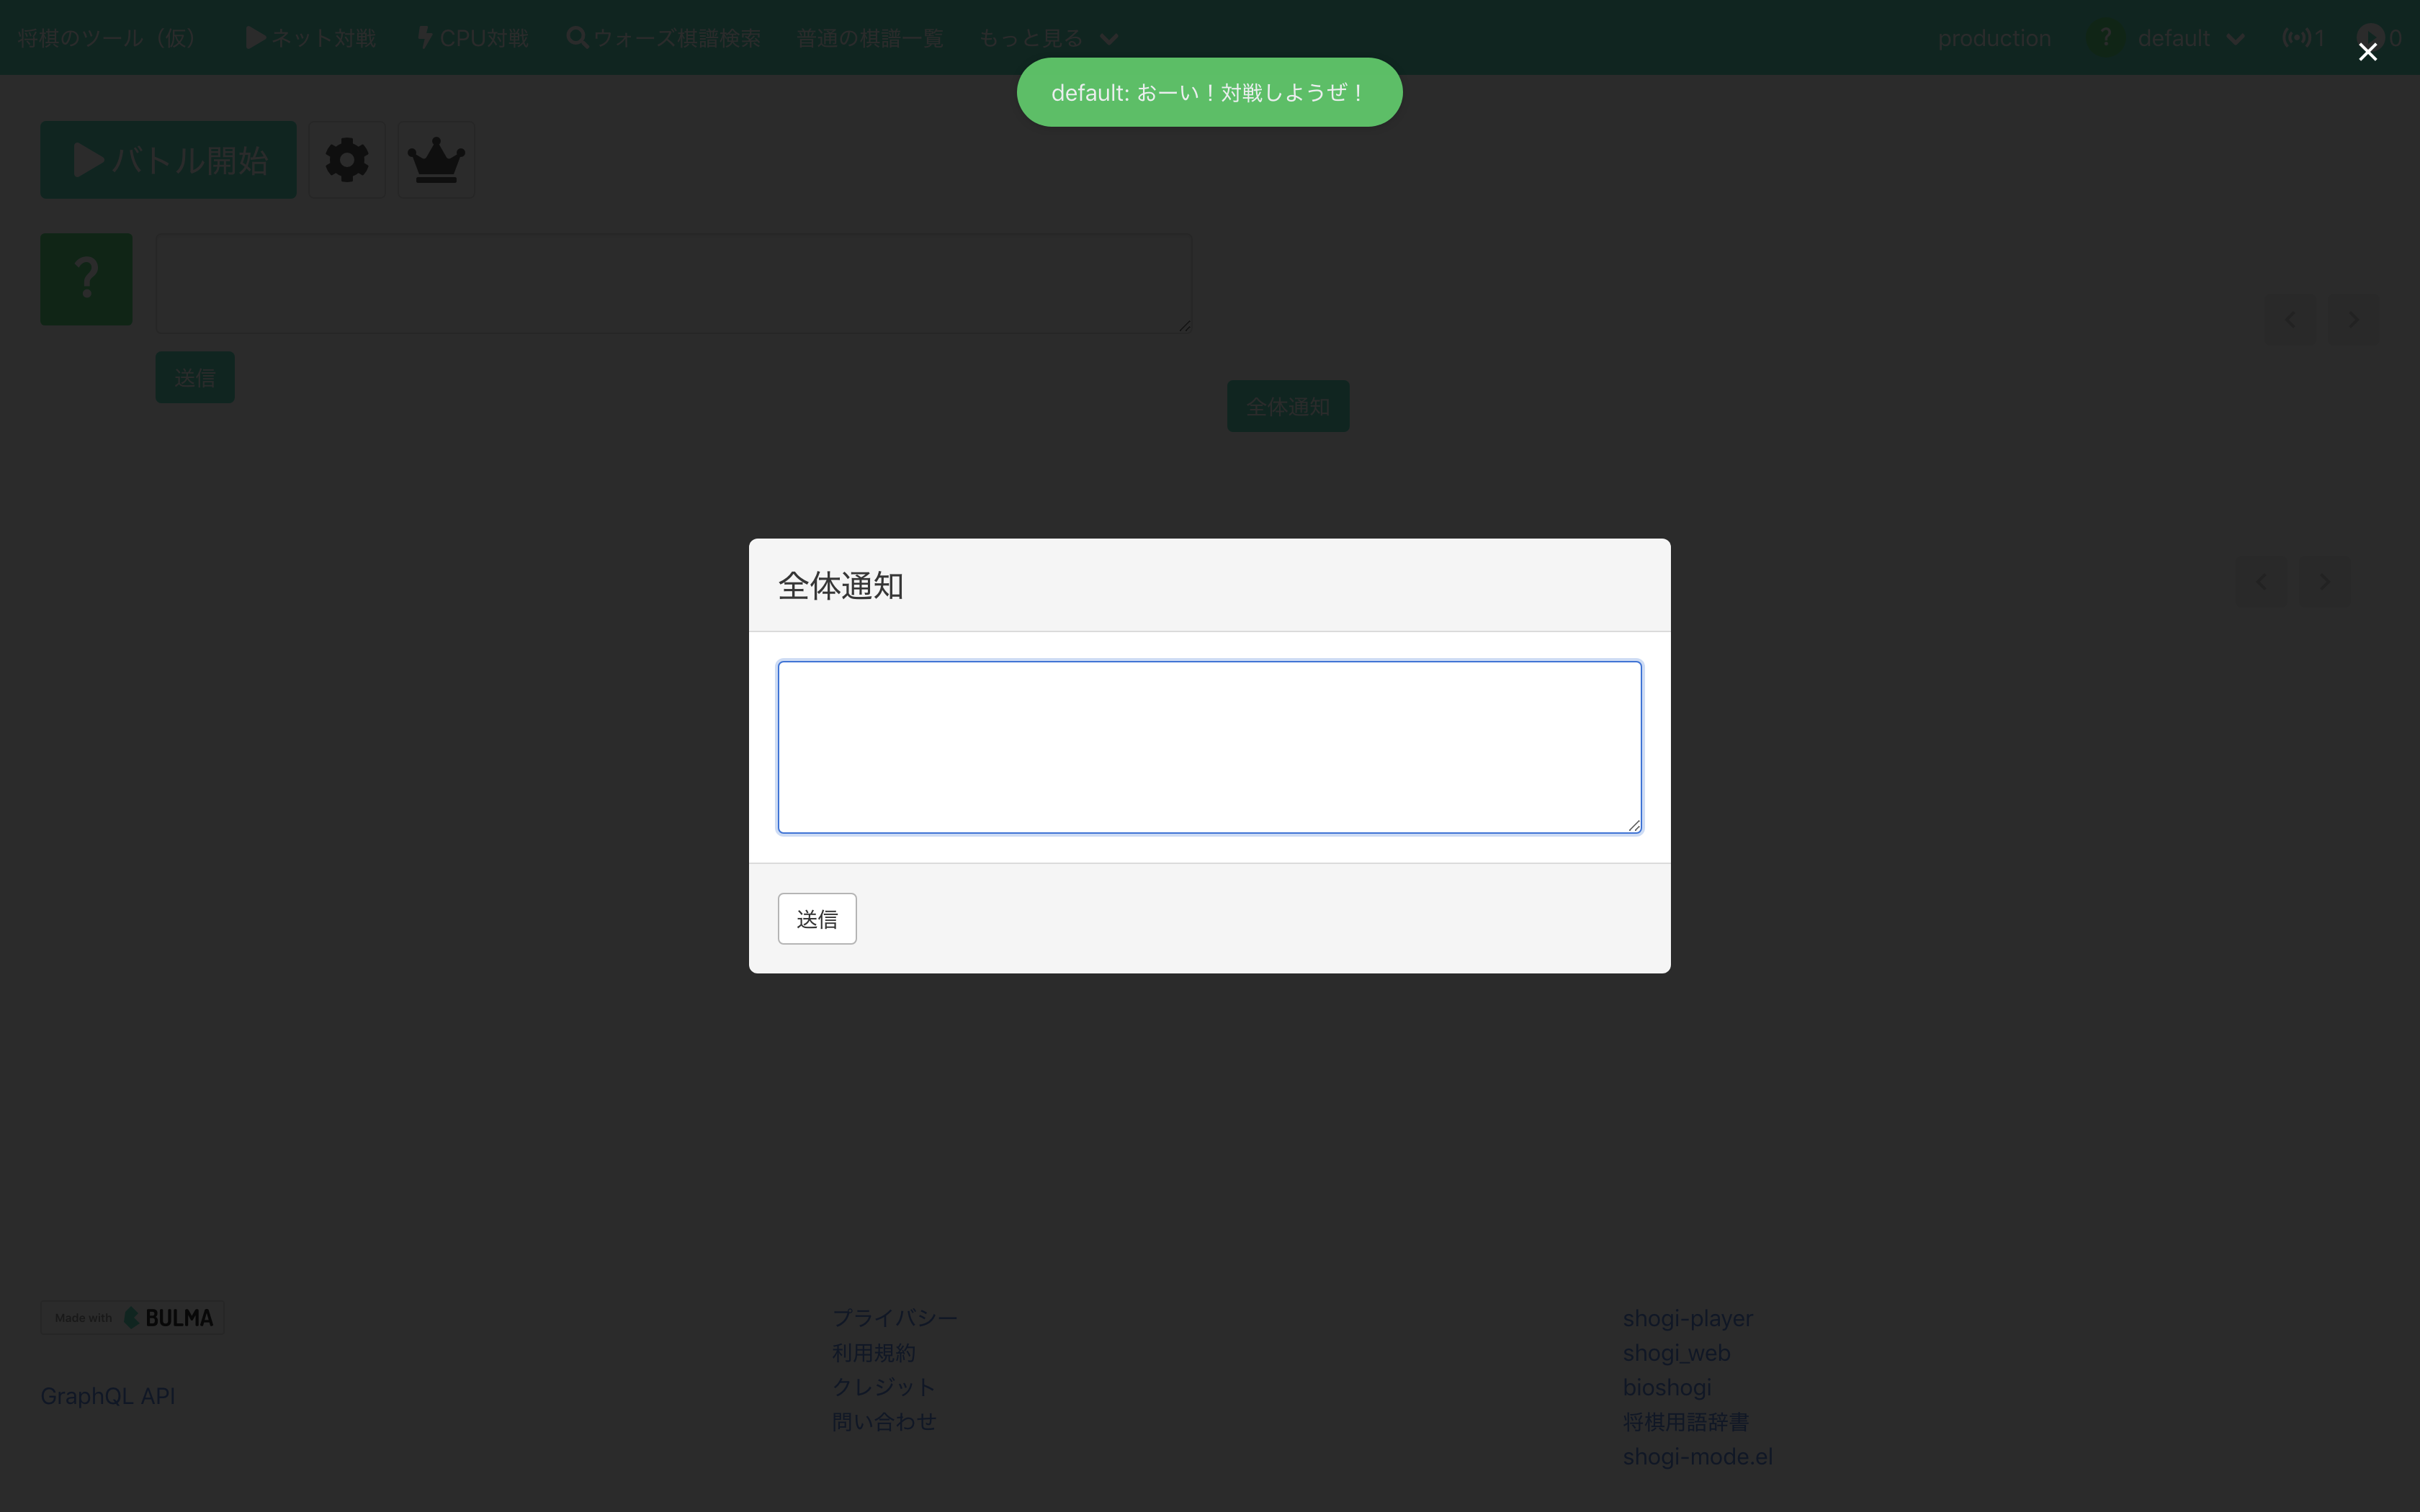 将棋のツール（仮） ネット対戦 CPU対戦 ウォーズ棋譜検索 普通の棋譜一覧 もっと見る production ? default 1 0
default: おーい！対戦しようぜ！
バトル開始
?
送信
全体通知
全体通知
送信
Made with BULMA
GraphQL API
プライバシー
利用規約
クレジット
問い合わせ
shogi-player
shogi_web
bioshogi
将棋用語辞書
shogi-mode.el